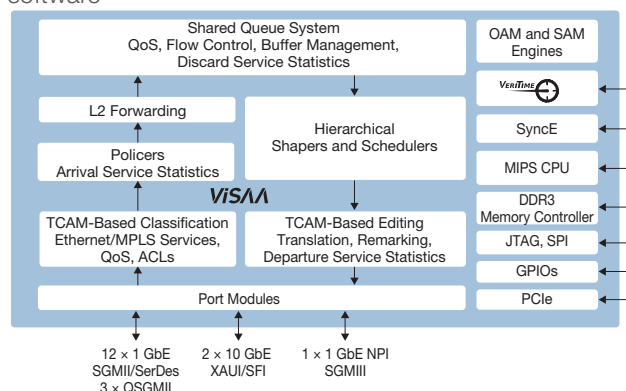 software
Shared Queue System
QoS, Flow Control, Buffer Management,
Discard Service Statistics
OAM and SAM
Engines
L2 Forwarding
VERITIME
Hierarchical
Shapers and Schedulers
SyncE
Policers
Arrival Service Statistics
MIPS CPU
ViSAA
DDR3
Memory Controller
TCAM-Based Classification
Ethernet/MPLS Services,
QoS, ACLs
TCAM-Based Editing
Translation, Remarking,
Departure Service Statistics
JTAG, SPI
GPIOs
Port Modules
PCIe
12 × 1 GbE
SGMII/SerDes
3 × QSGMII
2 × 10 GbE
XAUI/SFI
1 × 1 GbE NPI
SGMIII